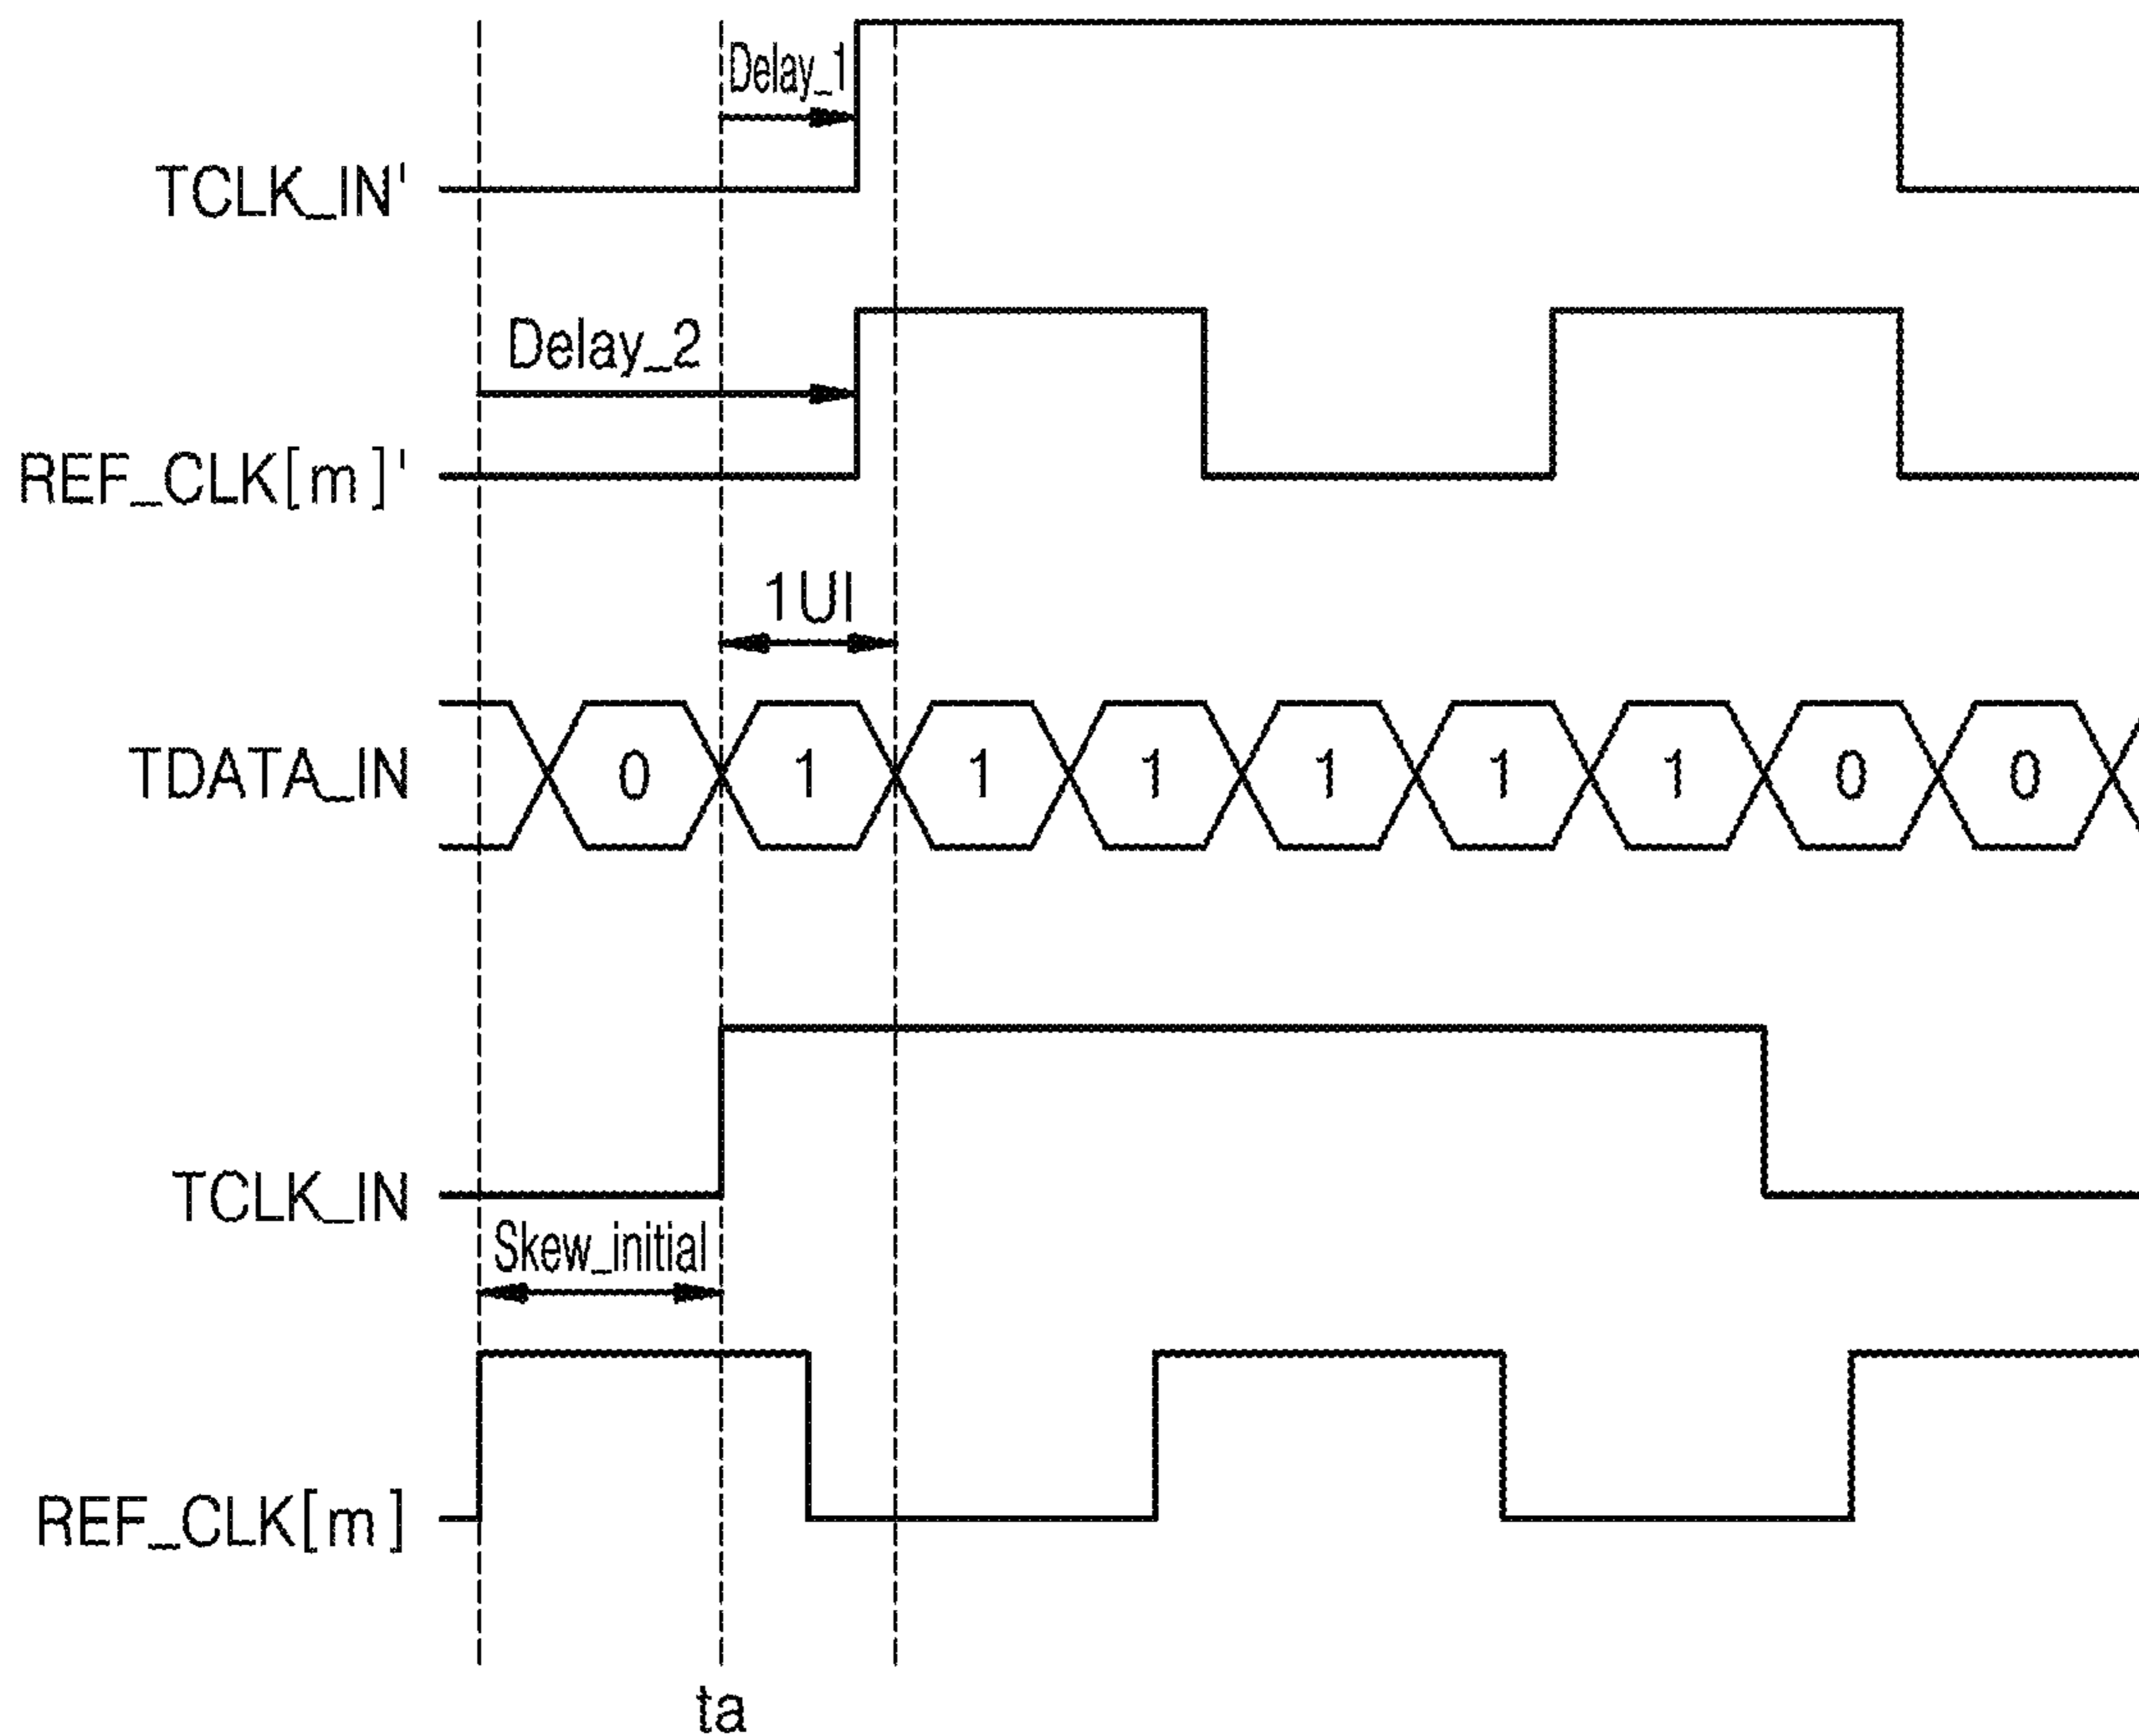 Delay_1
TCLK_IN'
Delay_2
REF_CLK[m]'
1UI
TDATA_IN 0 1 1 1 1 1 1 0 0
TCLK_IN
Skew_initial
REF_CLK[m]
ta